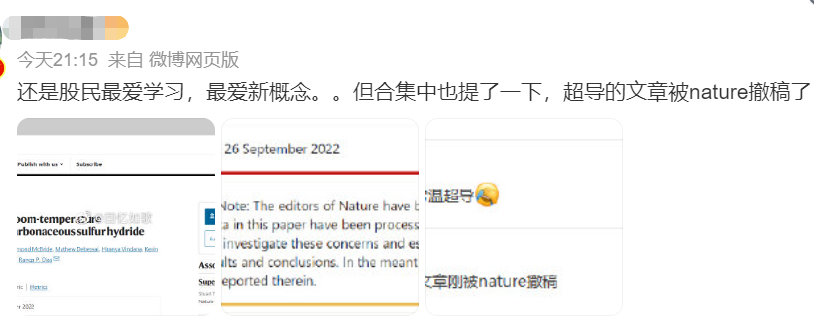 今天21:15 来自 微博网页版
还是股民最爱学习，最爱新概念。。但合集中也提了一下，超导的文章被nature撤稿了
Publish with us
Subscribe
oom-temperature
rbonaceous sulfur hydride
mond McBride, Mathew Debessai, Hiranya Vindana, Kevin
Ranga P. Dias
Metrics
2022
Asso
Supe
Nature
26 September 2022
Note: The editors of Nature have b
a in this paper have been process
investigate these concerns and es
ults and conclusions. In the meant
eported therein.
温超导
文章刚被nature撤稿